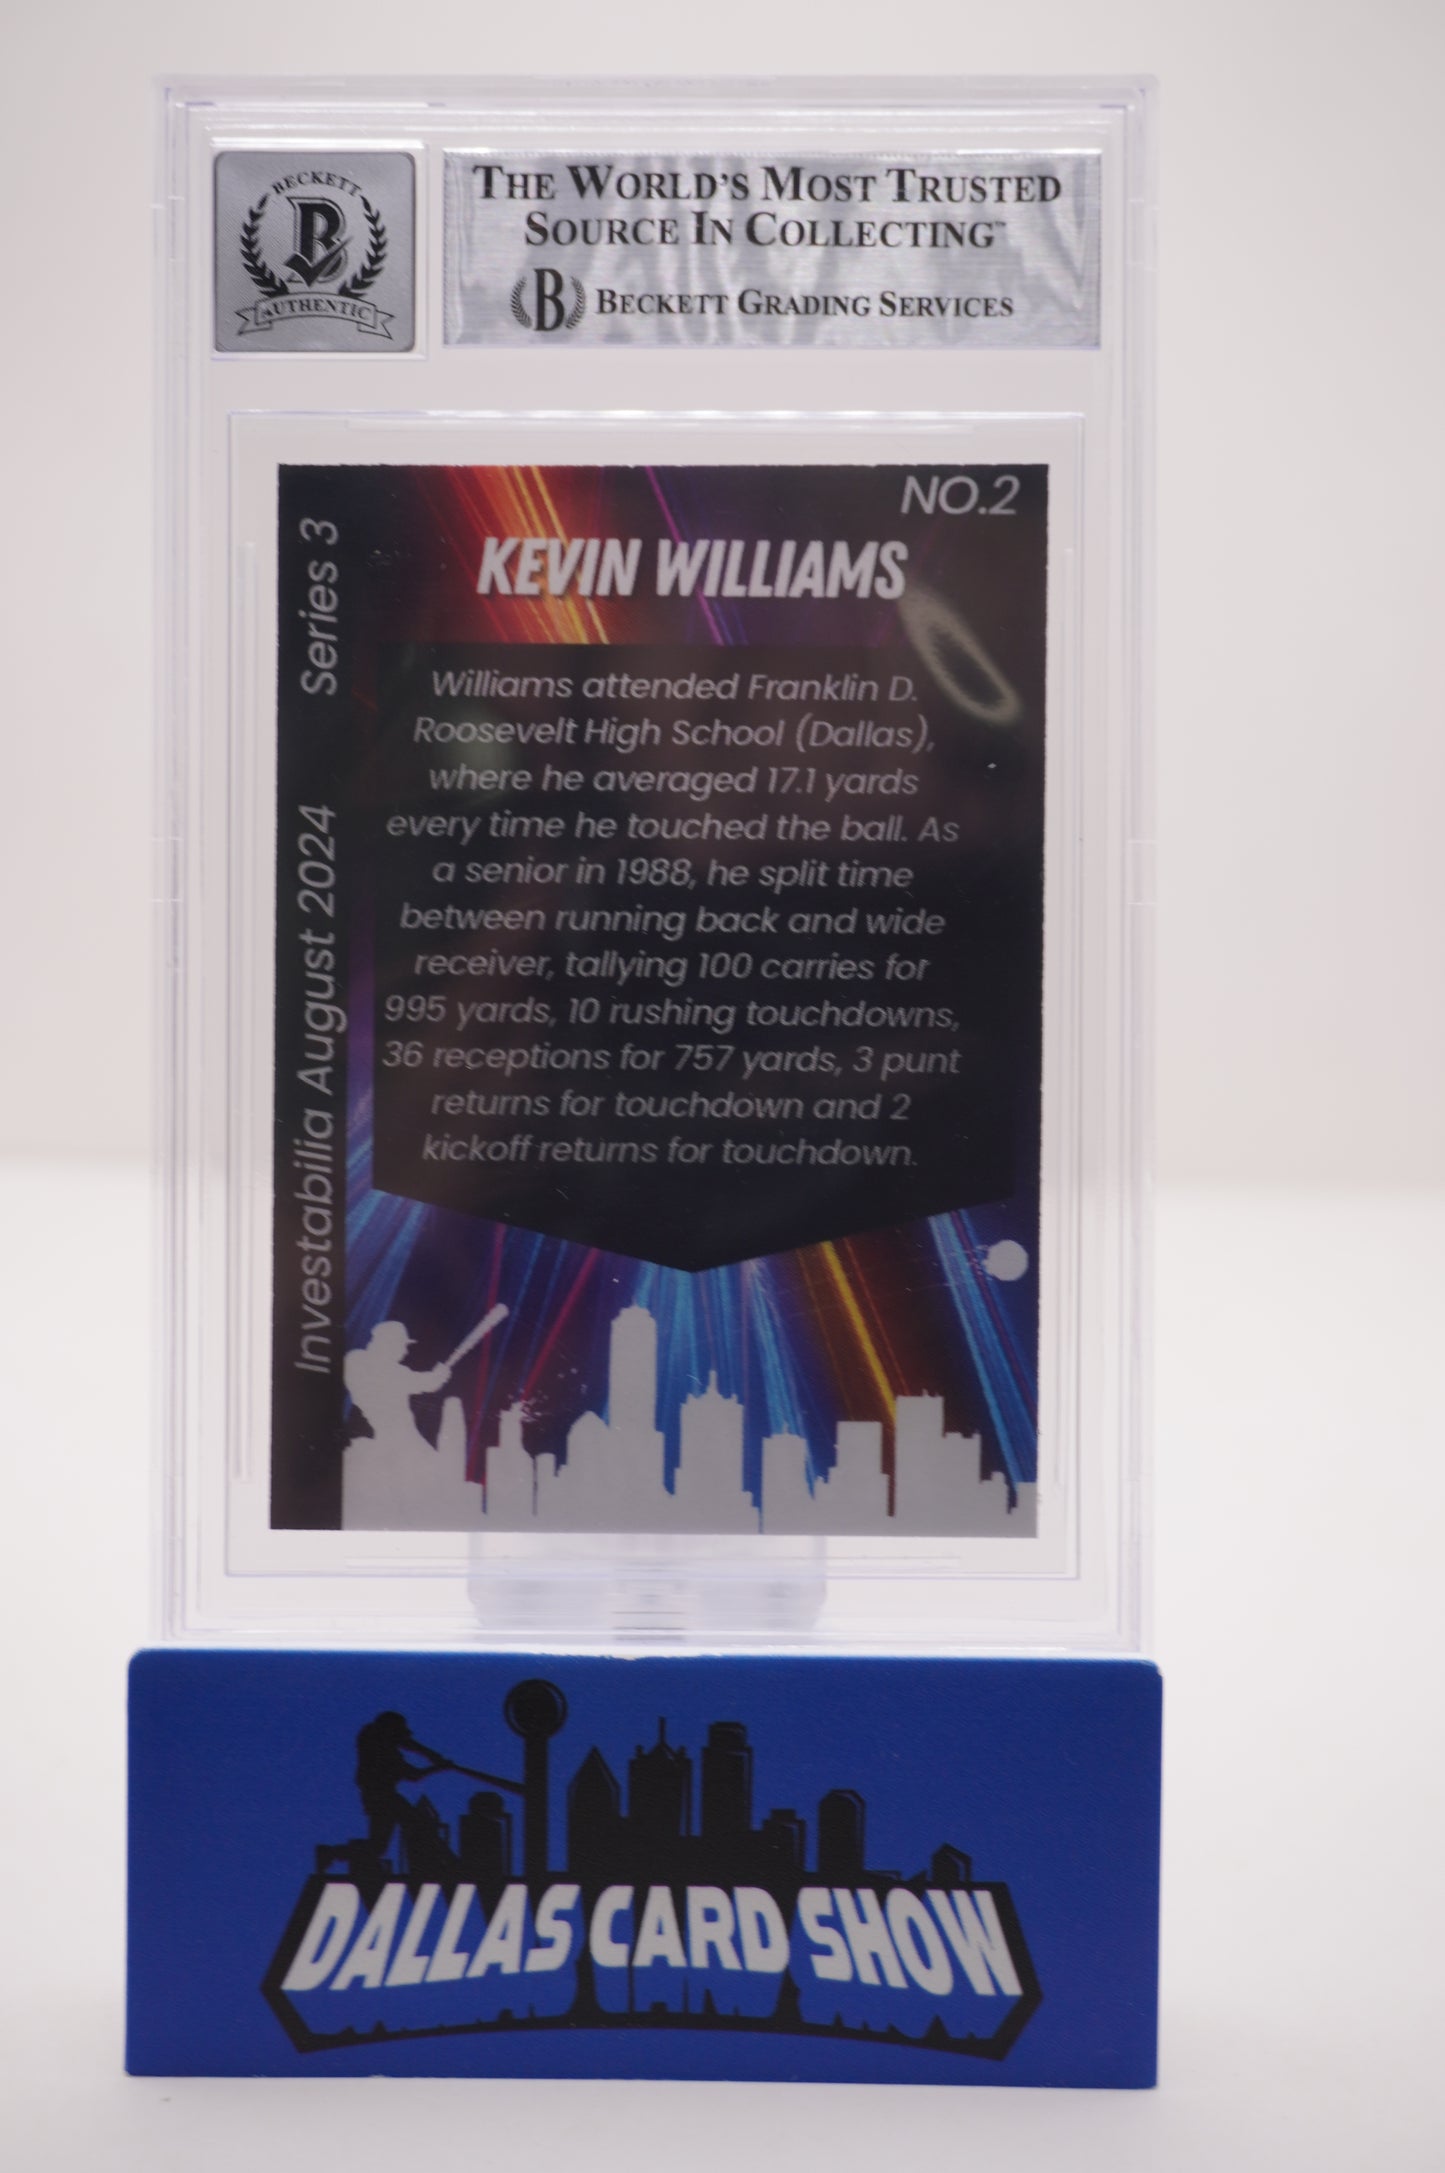 BECKETT
B
AUTHENTIC
THE WORLD'S MOST TRUSTED
SOURCE IN COLLECTING™
B BECKETT GRADING SERVICES
NO.2
KEVIN WILLIAMS
Williams attended Franklin D.
Roosevelt High School (Dallas),
where he averaged 17.1 yards
every time he touched the ball. As
a senior in 1988, he split time
between running back and wide
receiver, tallying 100 carries for
995 yards, 10 rushing touchdowns,
36 receptions for 757 yards, 3 punt
returns for touchdown and 2
kickoff returns for touchdown.
Investabilia August 2024 Series 3
DALLAS CARD SHOW